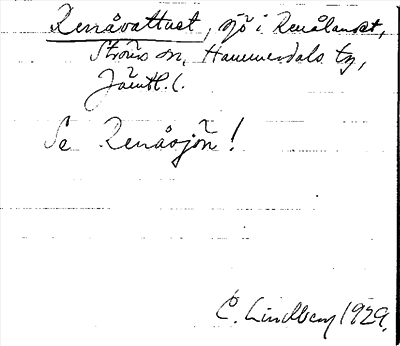 Renåvattnet, sjö i Renålandet,
Ströms sn, Hammerdals tg,
Jämtl. l.
Se Renåsjön!
C. Lindberg 1929.